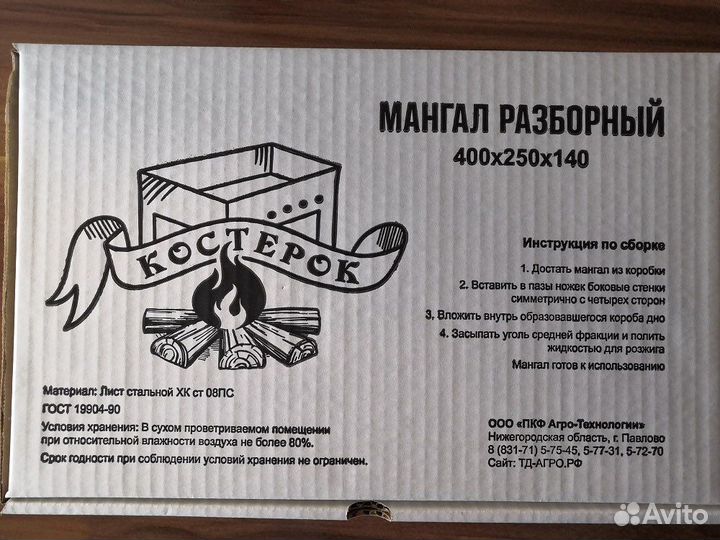 МАНГАЛ РАЗБОРНЫЙ
400х250х140
КОСТЕРОК
Инструкция по сборке
1. Достать мангал из коробки
2. Вставить в пазы ножек боковые стенки
симметрично с четырех сторон
3. Вложить внутрь образовавшегося короба дно
4. Засыпать уголь средней фракции и полить
жидкостью для розжига
Мангал готов к использованию
Материал: Лист стальной ХК ст 08ПС
ГОСТ 19904-90
Условия хранения: В сухом проветриваемом помещении
при относительной влажности воздуха не более 80%.
Срок годности при соблюдении условий хранения не ограничен.
ООО «ПКФ Агро-Технологии»
Нижегородская область, г. Павлово
8 (831-71) 5-75-45, 5-77-31, 5-72-70
Сайт: ТД-АГРО.РФ
Avito